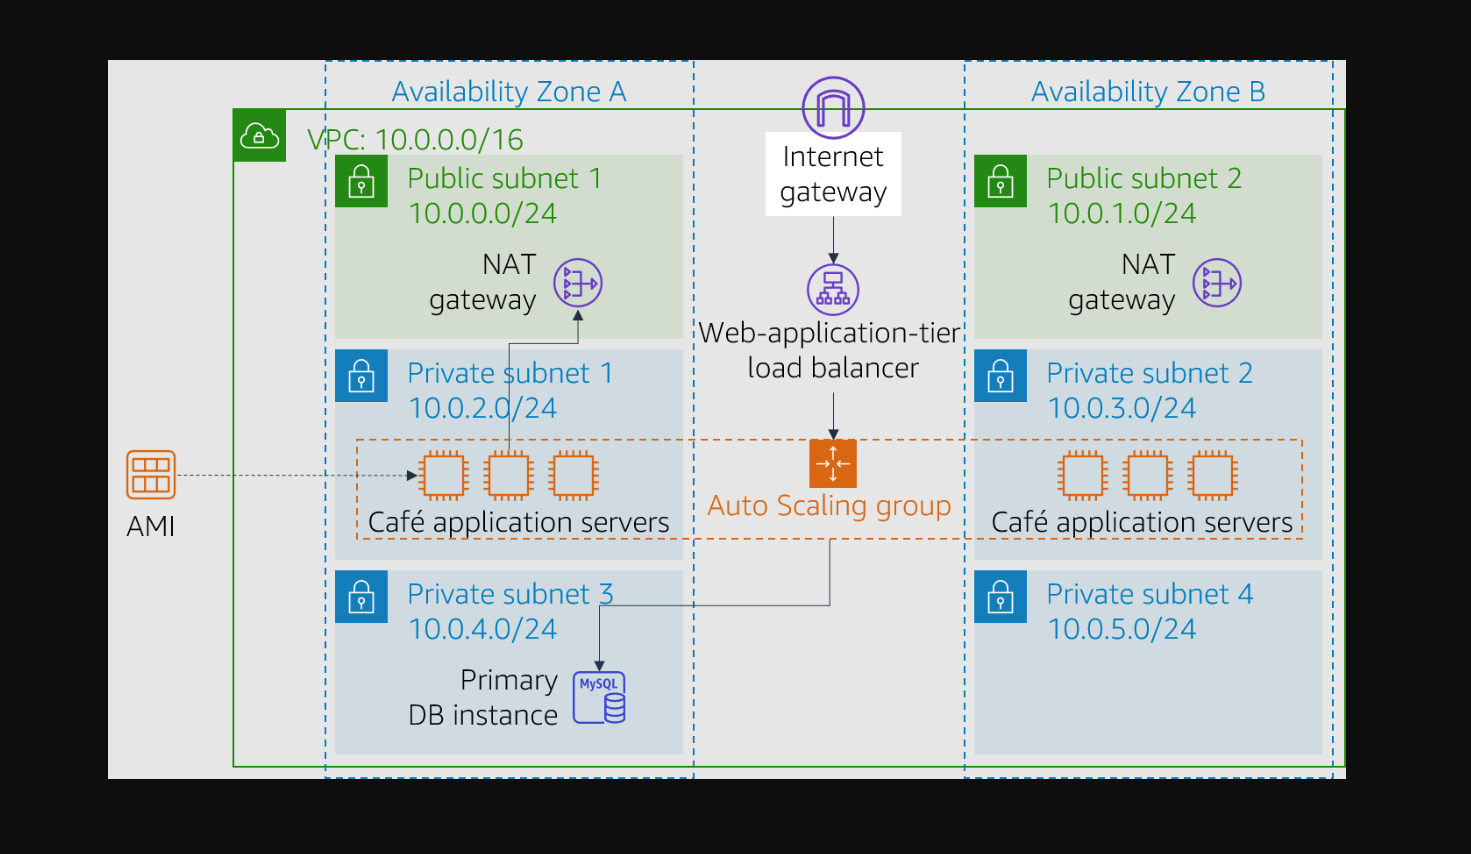 Availability Zone A
Availability Zone B
VPC: 10.0.0.0/16
Internet
gateway
Public subnet 1
10.0.0.0/24
NAT
gateway
Public subnet 2
10.0.1.0/24
NAT
gateway
Web-application-tier
load balancer
Private subnet 1
10.0.2.0/24
Private subnet 2
10.0.3.0/24
AMI
Café application servers
Auto Scaling group
Café application servers
Private subnet 3
10.0.4.0/24
Primary
DB instance
MySQL
Private subnet 4
10.0.5.0/24